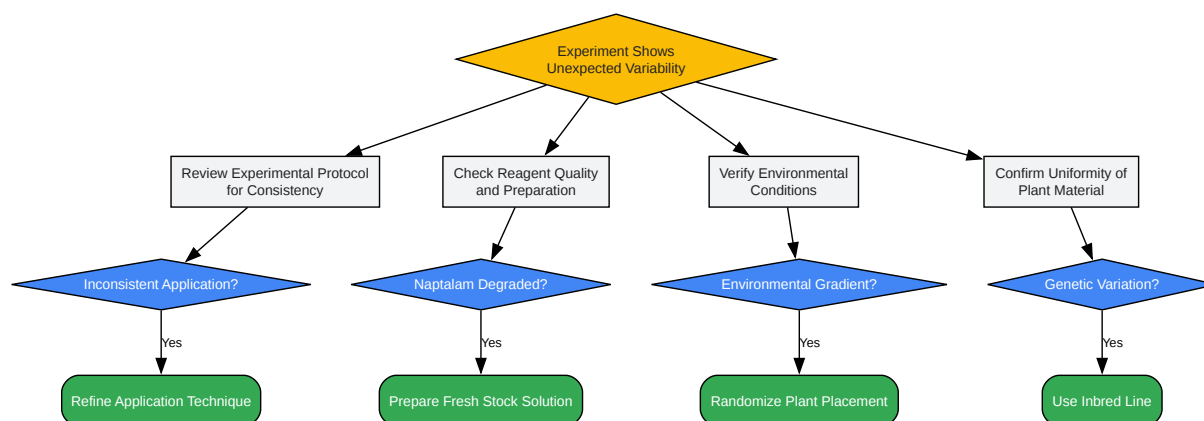 Experiment Shows
Unexpected Variability
Review Experimental Protocol
for Consistency
Check Reagent Quality
and Preparation
Verify Environmental
Conditions
Confirm Uniformity of
Plant Material
Inconsistent Application?
Naptalam Degraded?
Environmental Gradient?
Genetic Variation?
Yes
Yes
Yes
Yes
Refine Application Technique
Prepare Fresh Stock Solution
Randomize Plant Placement
Use Inbred Line